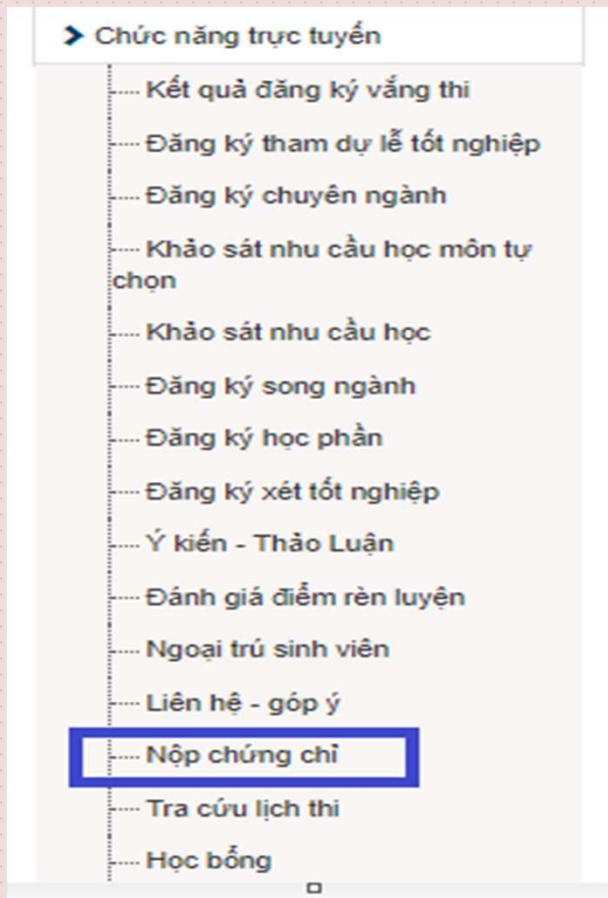 Chức năng trực tuyến
Kết quả đăng ký vắng thi
Đăng ký tham dự lễ tốt nghiệp
Đăng ký chuyên ngành
Khảo sát nhu cầu học môn tự
chọn
Khảo sát nhu cầu học
Đăng ký song ngành
Đăng ký học phần
Đăng ký xét tốt nghiệp
Ý kiến - Thảo Luận
Đánh giá điểm rèn luyện
Ngoại trú sinh viên
Liên hệ - góp ý
Nộp chứng chỉ
Tra cứu lịch thi
Học bổng